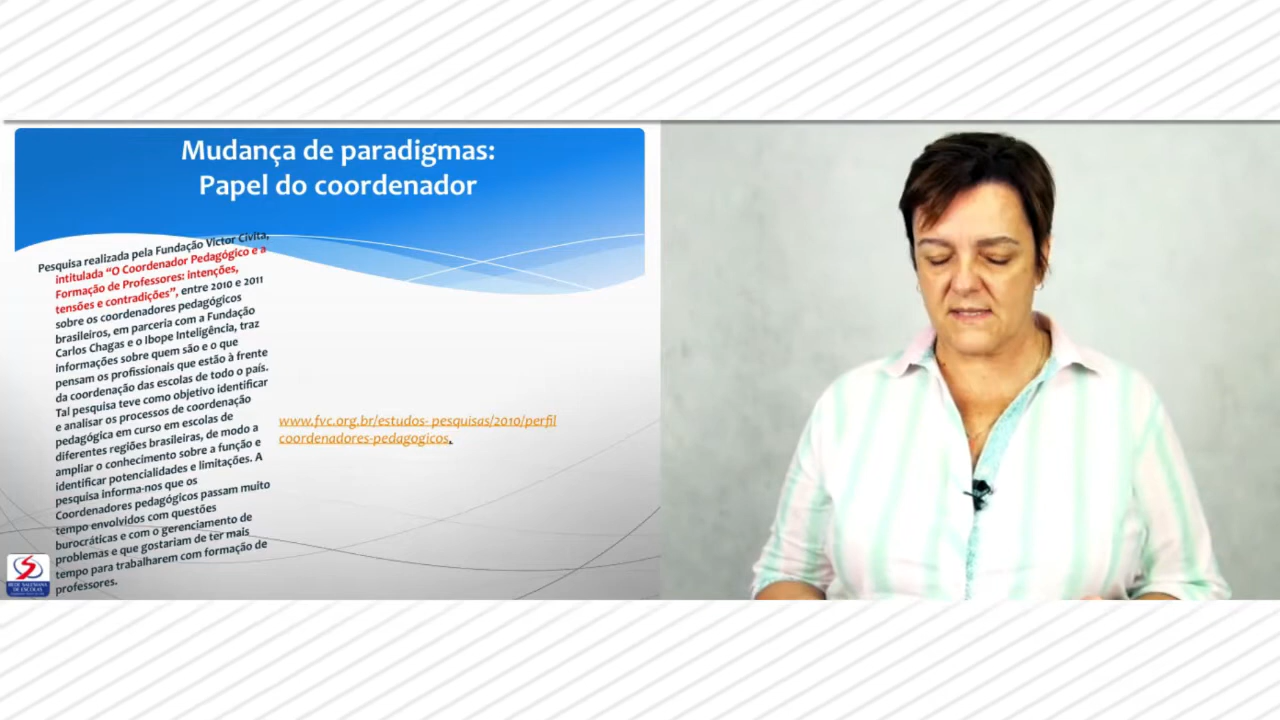 Mudança de paradigmas:
Papel do coordenador
Pesquisa realizada pela Fundação Victor Civita,
intitulada “O Coordenador Pedagógico e a
Formação de Professores: intenções,
tensões e contradições”, entre 2010 e 2011
sobre os coordenadores pedagógicos
brasileiros, em parceria com a Fundação
Carlos Chagas e o Ibope Inteligência, traz
informações sobre quem são e o que
pensam os profissionais que estão à frente
da coordenação das escolas de todo o país.
Tal pesquisa teve como objetivo identificar
e analisar os processos de coordenação
pedagógica em curso em escolas de
diferentes regiões brasileiras, de modo a
ampliar o conhecimento sobre a função e
identificar potencialidades e limitações. A
pesquisa informa-nos que os
Coordenadores pedagógicos passam muito
tempo envolvidos com questões
burocráticas e com o gerenciamento de
problemas e que gostariam de ter mais
tempo para trabalharem com formação de
professores.
www.fvc.org.br/estudos- pesquisas/2010/perfil
coordenadores-pedagogicos.
REDE SALESIANA
DE ESCOLAS